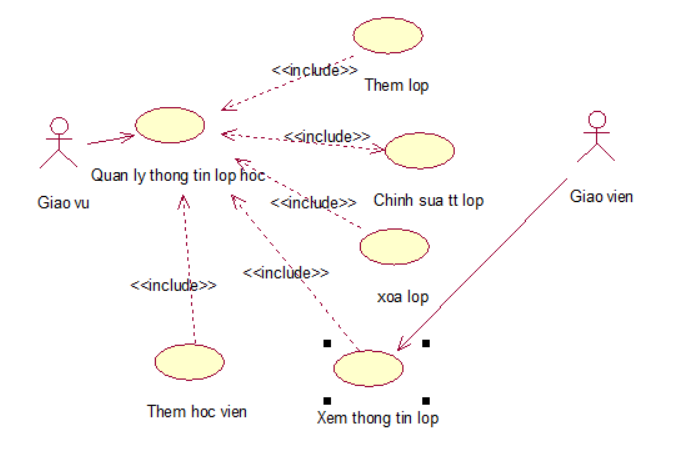 <<include>>
Them lop
<<include>>
Quan ly thong tin lop hoc
Giao vu
Chinh sua tt lop
Giao vien
<<include>>
xoa lop
<<include>>
<<include>>
Them hoc vien
Xem thong tin lop